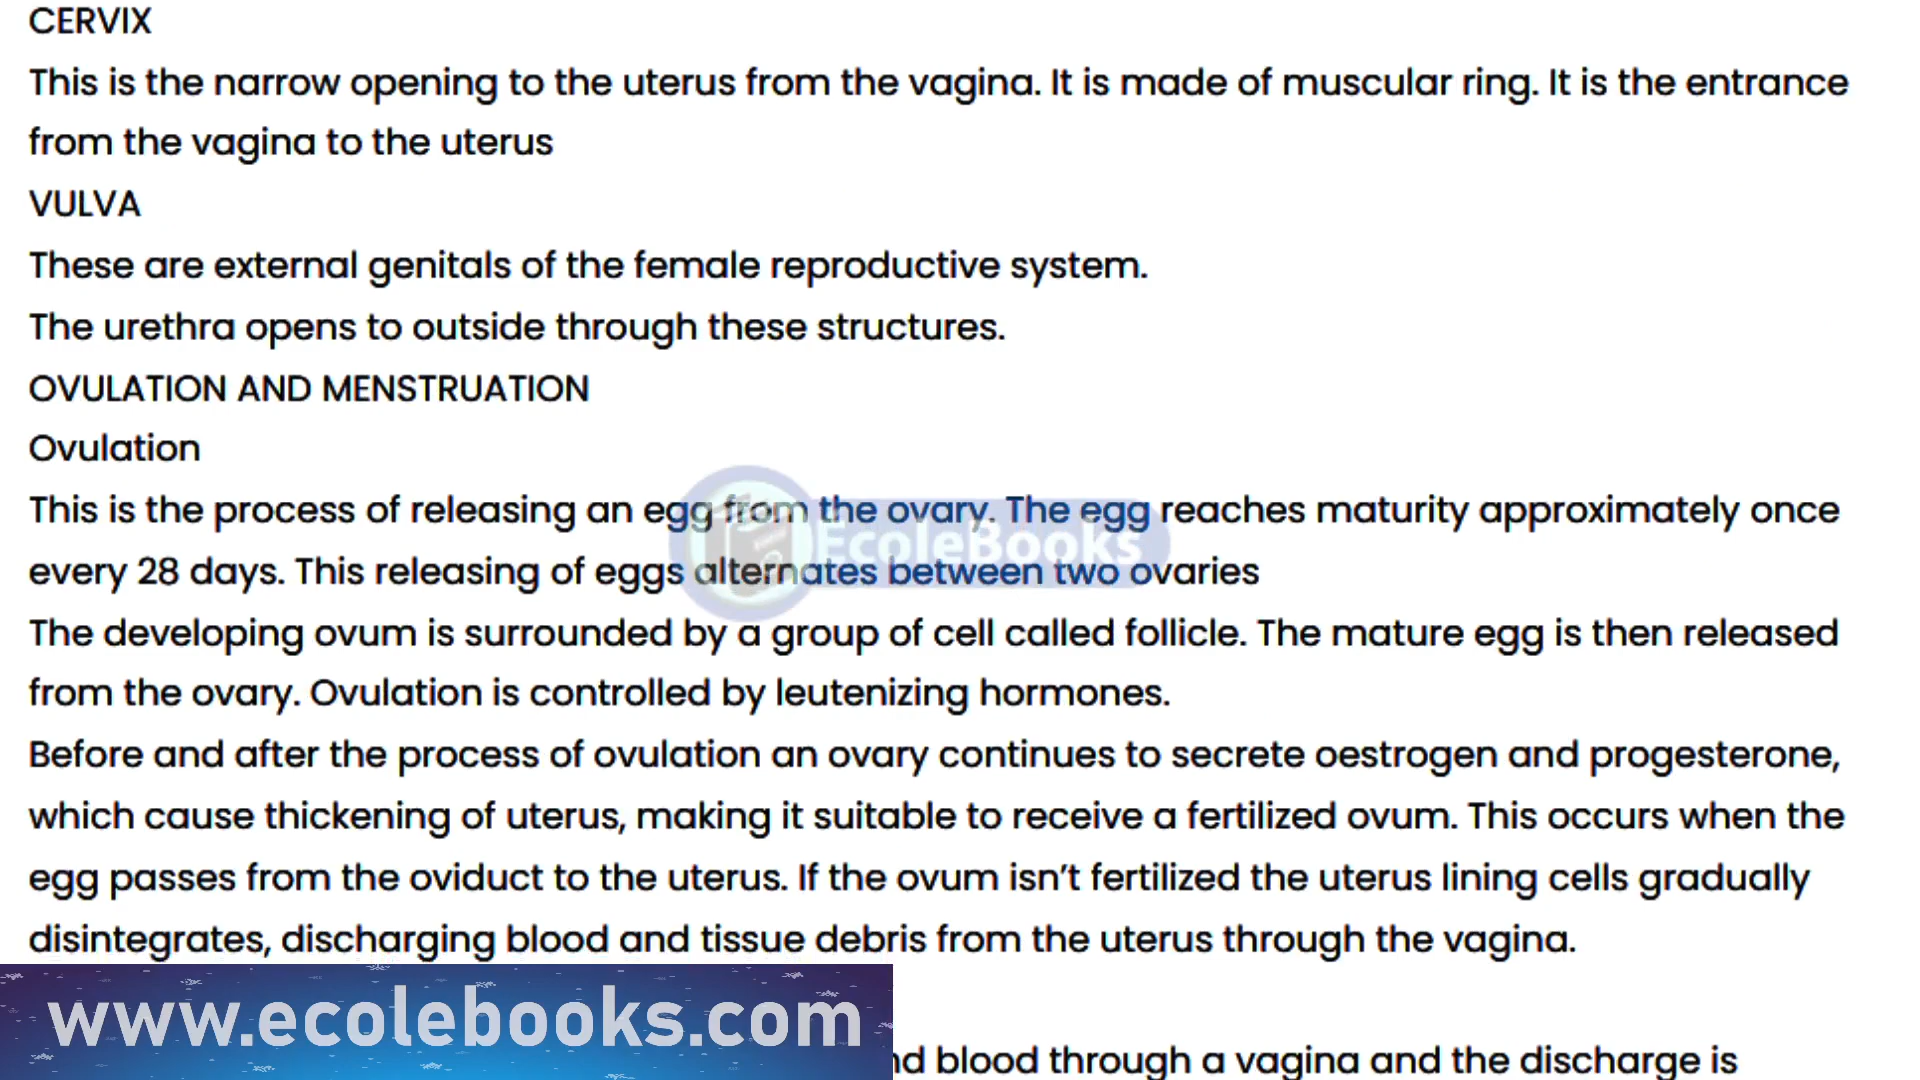 CERVIX
This is the narrow opening to the uterus from the vagina. It is made of muscular ring. It is the entrance
from the vagina to the uterus
VULVA
These are external genitals of the female reproductive system.
The urethra opens to outside through these structures.
OVULATION AND MENSTRUATION
Ovulation
This is the process of releasing an egg from the ovary. The egg reaches maturity approximately once
EcoleBooks
every 28 days. This releasing of eggs alternates between two ovaries
The developing ovum is surrounded by a group of cell called follicle. The mature egg is then released
from the ovary. Ovulation is controlled by leutenizing hormones.
Before and after the process of ovulation an ovary continues to secrete oestrogen and progesterone,
which cause thickening of uterus, making it suitable to receive a fertilized ovum. This occurs when the
egg passes from the oviduct to the uterus. If the ovum isn't fertilized the uterus lining cells gradually
disintegrates, discharging blood and tissue debris from the uterus through the vagina.
www.ecolebooks.com
blood through a vagina and the discharge is